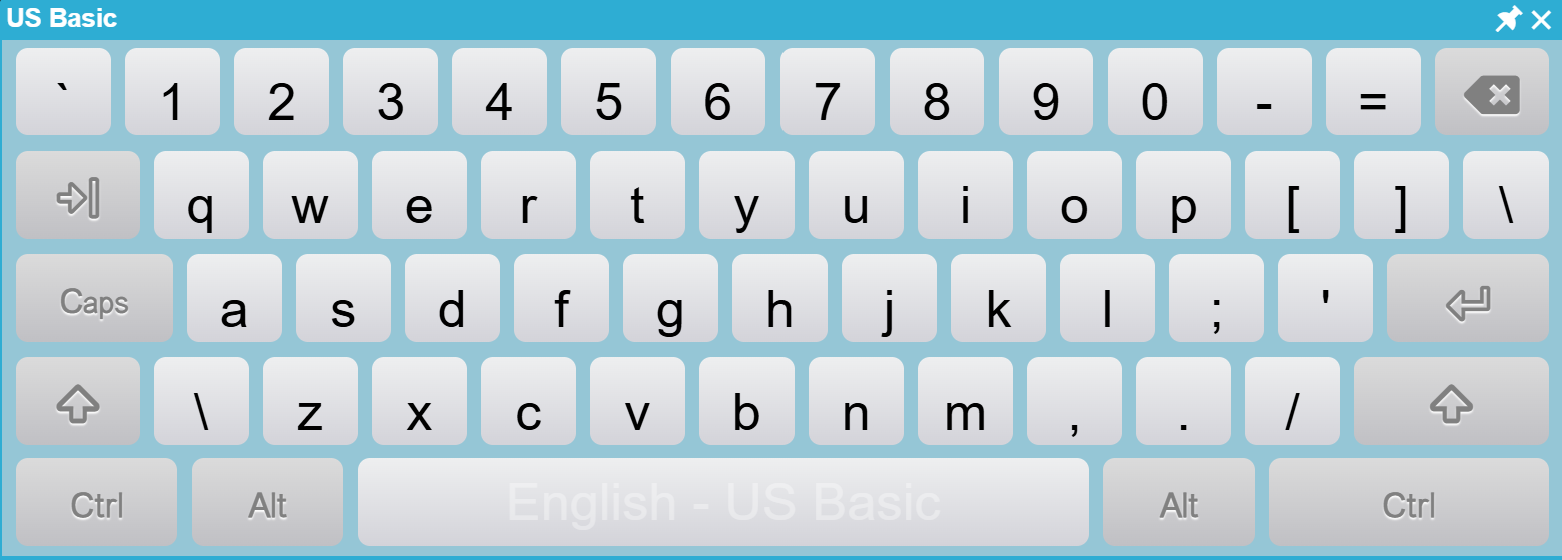 US Basic
` 1 2 3 4 5 6 7 8 9 0 - =
q w e r t y u i o p [ ] \
Caps a s d f g h j k l ; '
\ z x c v b n m , . /
Ctrl Alt English - US Basic Alt Ctrl